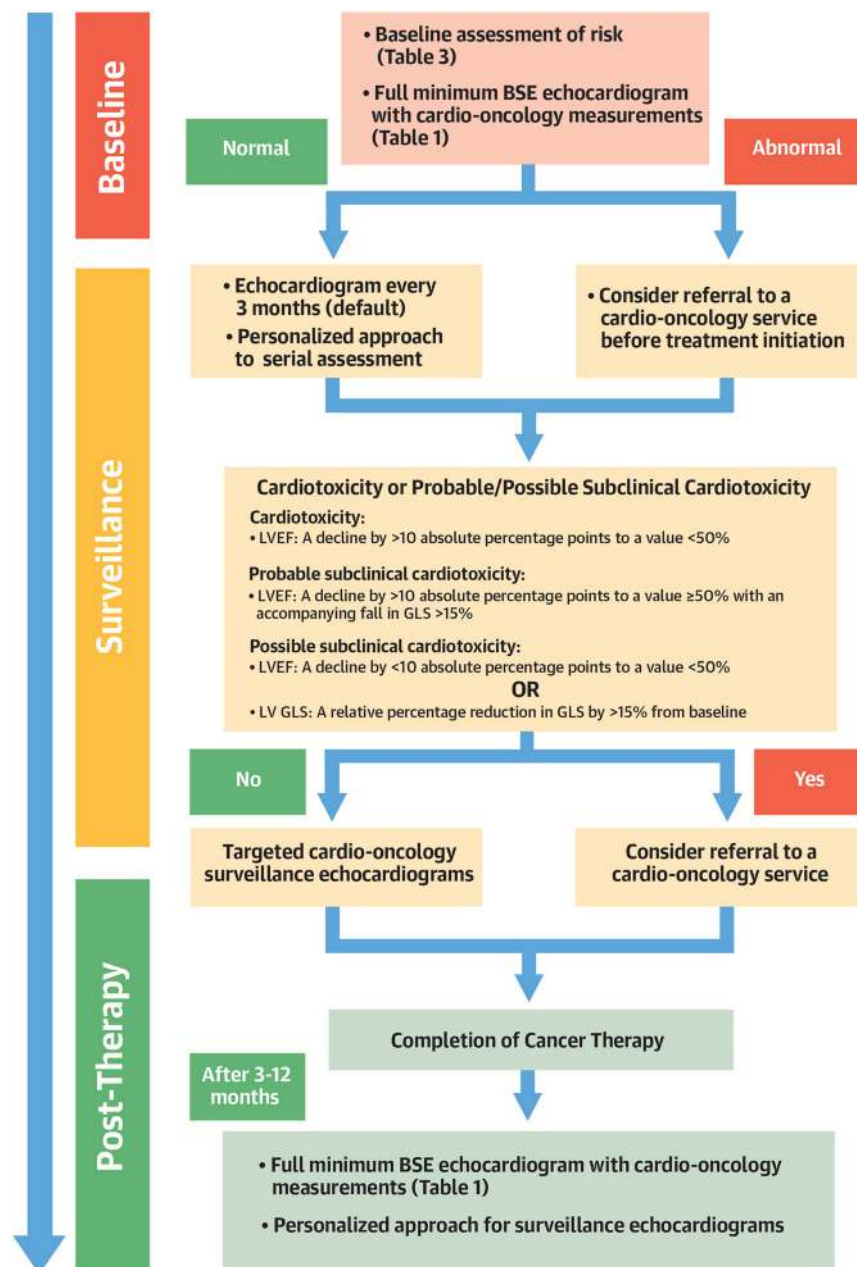 Baseline
• Baseline assessment of risk
(Table 3)
• Full minimum BSE echocardiogram
with cardio-oncology measurements
(Table 1)
Normal
Abnormal
Surveillance
• Echocardiogram every
3 months (default)
• Personalized approach
to serial assessment
• Consider referral to a
cardio-oncology service
before treatment initiation
Cardiotoxicity or Probable/Possible Subclinical Cardiotoxicity
Cardiotoxicity:
• LVEF: A decline by >10 absolute percentage points to a value <50%
Probable subclinical cardiotoxicity:
• LVEF: A decline by >10 absolute percentage points to a value ≥50% with an
accompanying fall in GLS >15%
Possible subclinical cardiotoxicity:
• LVEF: A decline by <10 absolute percentage points to a value <50%
OR
• LV GLS: A relative percentage reduction in GLS by >15% from baseline
No
Yes
Targeted cardio-oncology
surveillance echocardiograms
Consider referral to a
cardio-oncology service
Post-Therapy
Completion of Cancer Therapy
After 3-12
months
• Full minimum BSE echocardiogram with cardio-oncology
measurements (Table 1)
• Personalized approach for surveillance echocardiograms